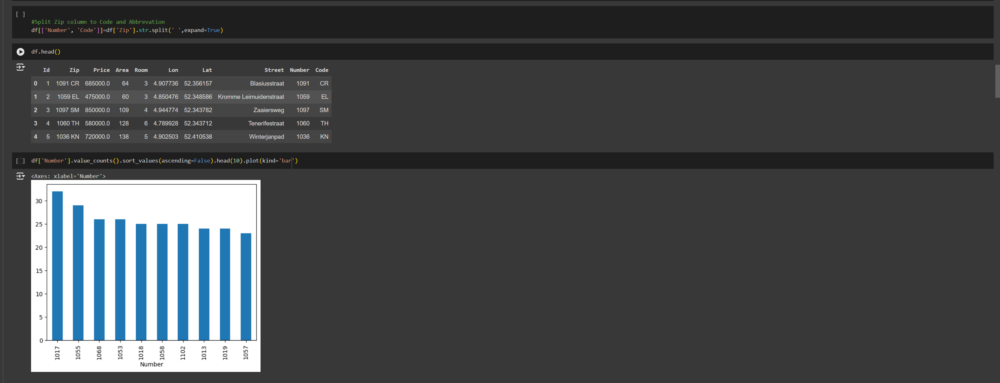 [ ]
#Split Zip column to Code and Abbrevation
df[['Number', 'Code']]=df['Zip'].str.split(' ',expand=True)
df.head()
Id Zip Price Area Room Lon Lat Street Number Code
0 1 1091 CR 685000.0 64 3 4.907736 52.356157 Blasiusstraat 1091 CR
1 2 1059 EL 475000.0 60 3 4.850476 52.348586 Kromme Leimuidenstraat 1059 EL
2 3 1097 SM 850000.0 109 4 4.944774 52.343782 Zaaiersweg 1097 SM
3 4 1060 TH 580000.0 128 6 4.789928 52.343712 Tenerifestraat 1060 TH
4 5 1036 KN 720000.0 138 5 4.902503 52.410538 Winterjanpad 1036 KN
[ ] df['Number'].value_counts().sort_values(ascending=False).head(10).plot(kind='bar')
<Axes: xlabel='Number'>
30
25
20
15
10
5
0
1017 1055 1068 1053 1018 1058 1102 1013 1019 1057
Number